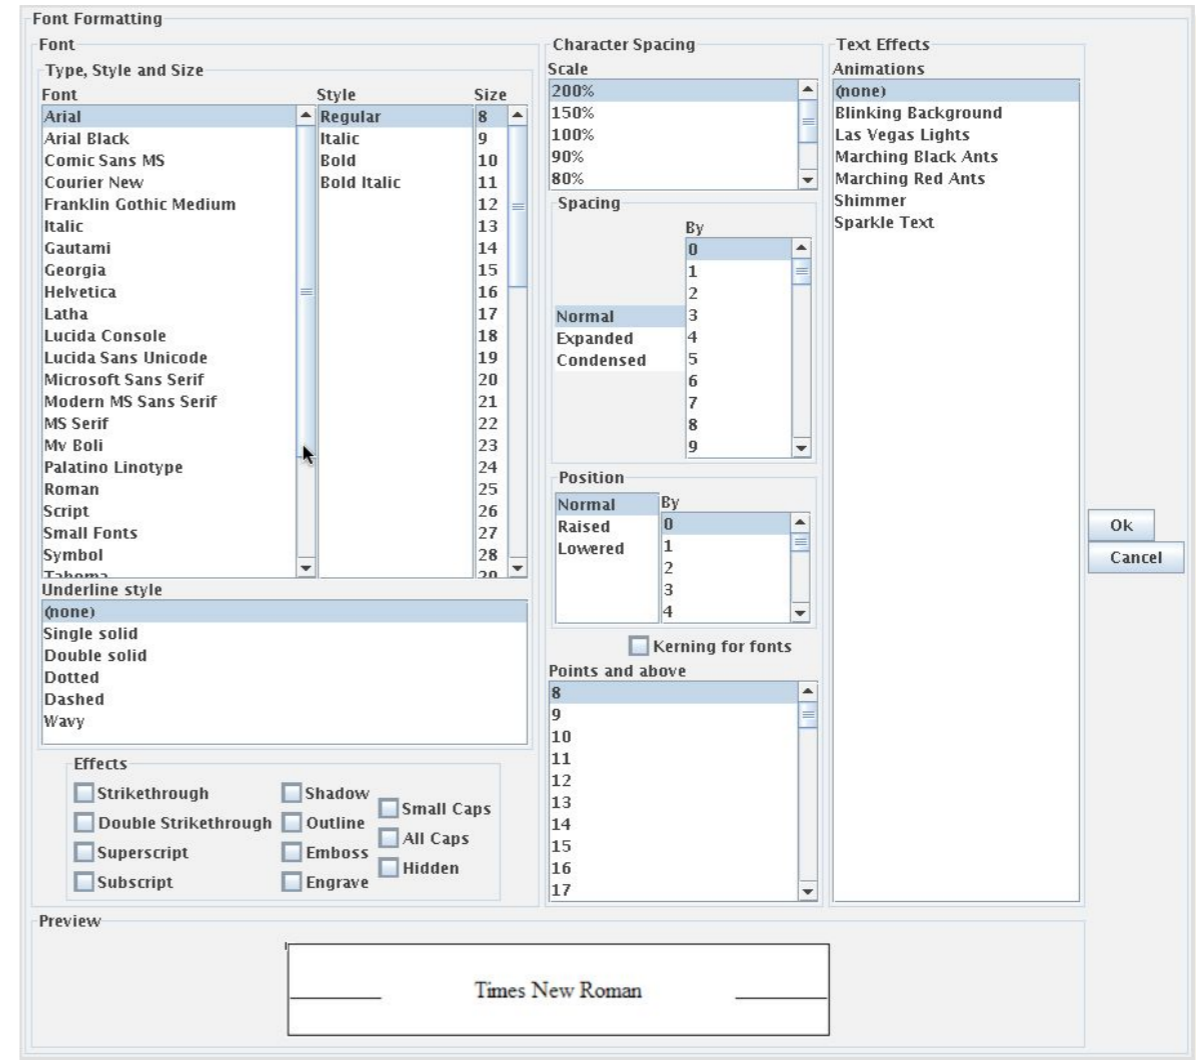 Font Formatting
Font
Type, Style and Size
Font
Arial
Arial Black
Comic Sans MS
Courier New
Franklin Gothic Medium
Italic
Gautami
Georgia
Helvetica
Latha
Lucida Console
Lucida Sans Unicode
Microsoft Sans Serif
Modern MS Sans Serif
MS Serif
Mv Boli
Palatino Linotype
Roman
Script
Small Fonts
Symbol
Tahoma
Style
Regular
Italic
Bold
Bold Italic
Size
8
9
10
11
12
13
14
15
16
17
18
19
20
21
22
23
24
25
26
27
28
29
Underline style
(none)
Single solid
Double solid
Dotted
Dashed
Wavy
Effects
Strikethrough
Double Strikethrough
Superscript
Subscript
Shadow
Outline
Emboss
Engrave
Small Caps
All Caps
Hidden
Character Spacing
Scale
200%
150%
100%
90%
80%
Spacing
Normal
Expanded
Condensed
By
0
1
2
3
4
5
6
7
8
9
Position
Normal
Raised
Lowered
By
0
1
2
3
4
Kerning for fonts
Points and above
8
9
10
11
12
13
14
15
16
17
Text Effects
Animations
(none)
Blinking Background
Las Vegas Lights
Marching Black Ants
Marching Red Ants
Shimmer
Sparkle Text
Ok
Cancel
Preview
Times New Roman